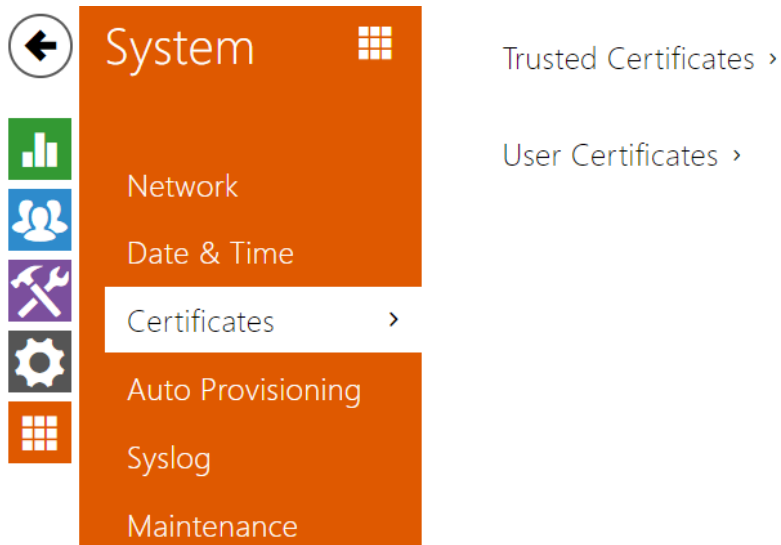 System
Network
Date & Time
Certificates
Auto Provisioning
Syslog
Maintenance
Trusted Certificates
User Certificates